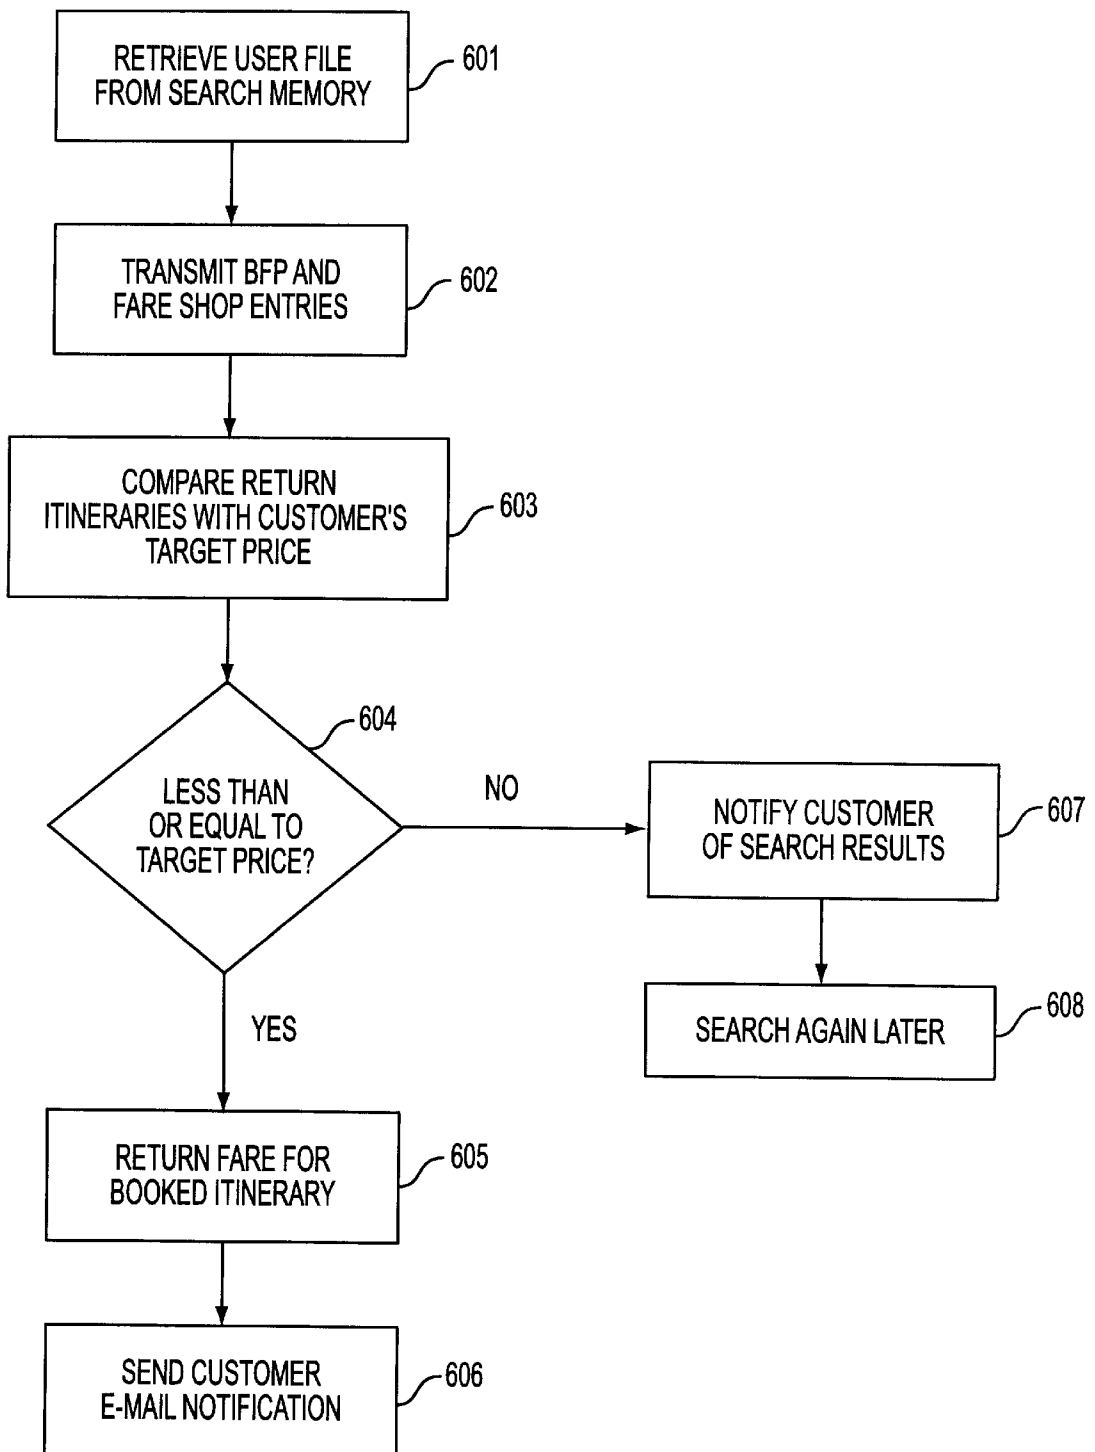 RETRIEVE USER FILE
FROM SEARCH MEMORY
601
TRANSMIT BFP AND
FARE SHOP ENTRIES
602
COMPARE RETURN
ITINERARIES WITH CUSTOMER'S
TARGET PRICE
603
604
LESS THAN
OR EQUAL TO
TARGET PRICE?
NO
NOTIFY CUSTOMER
OF SEARCH RESULTS
607
SEARCH AGAIN LATER
608
YES
RETURN FARE FOR
BOOKED ITINERARY
605
SEND CUSTOMER
E-MAIL NOTIFICATION
606